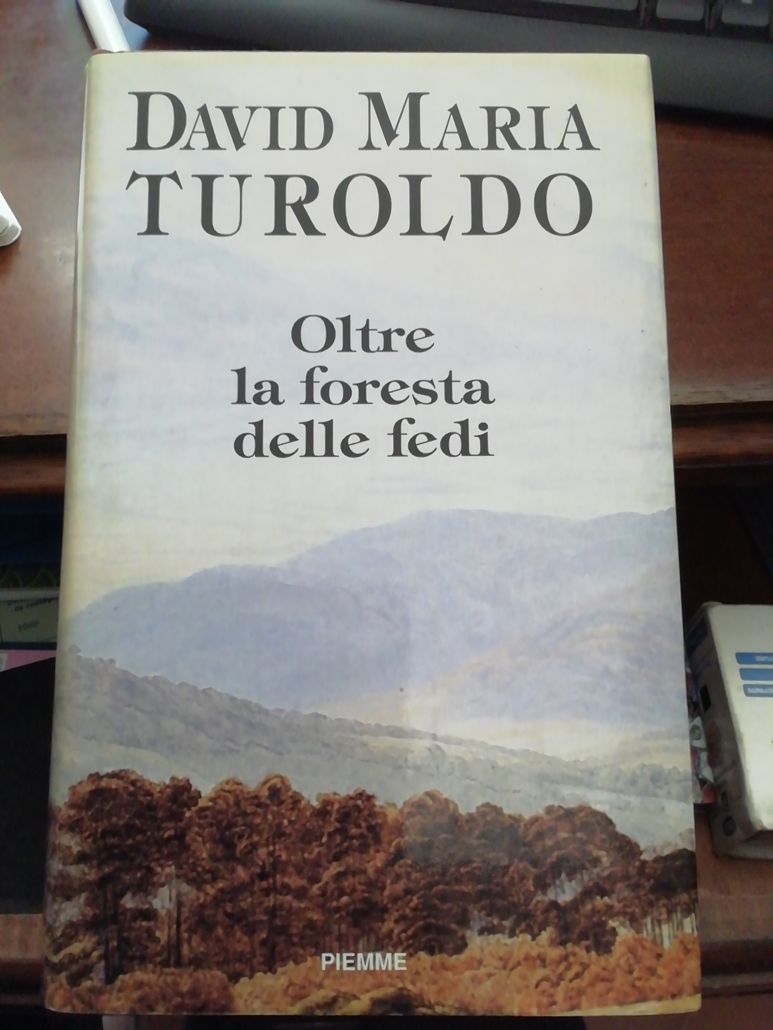 DAVID MARIA
TUROLDO
Oltre
la foresta
delle fedi
PIEMME